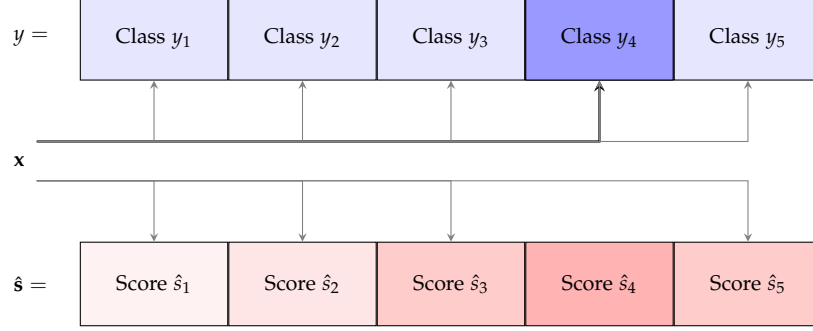 y = Class y₁ Class y₂ Class y₃ Class y₄ Class y₅
x
ŝ = Score ŝ₁ Score ŝ₂ Score ŝ₃ Score ŝ₄ Score ŝ₅